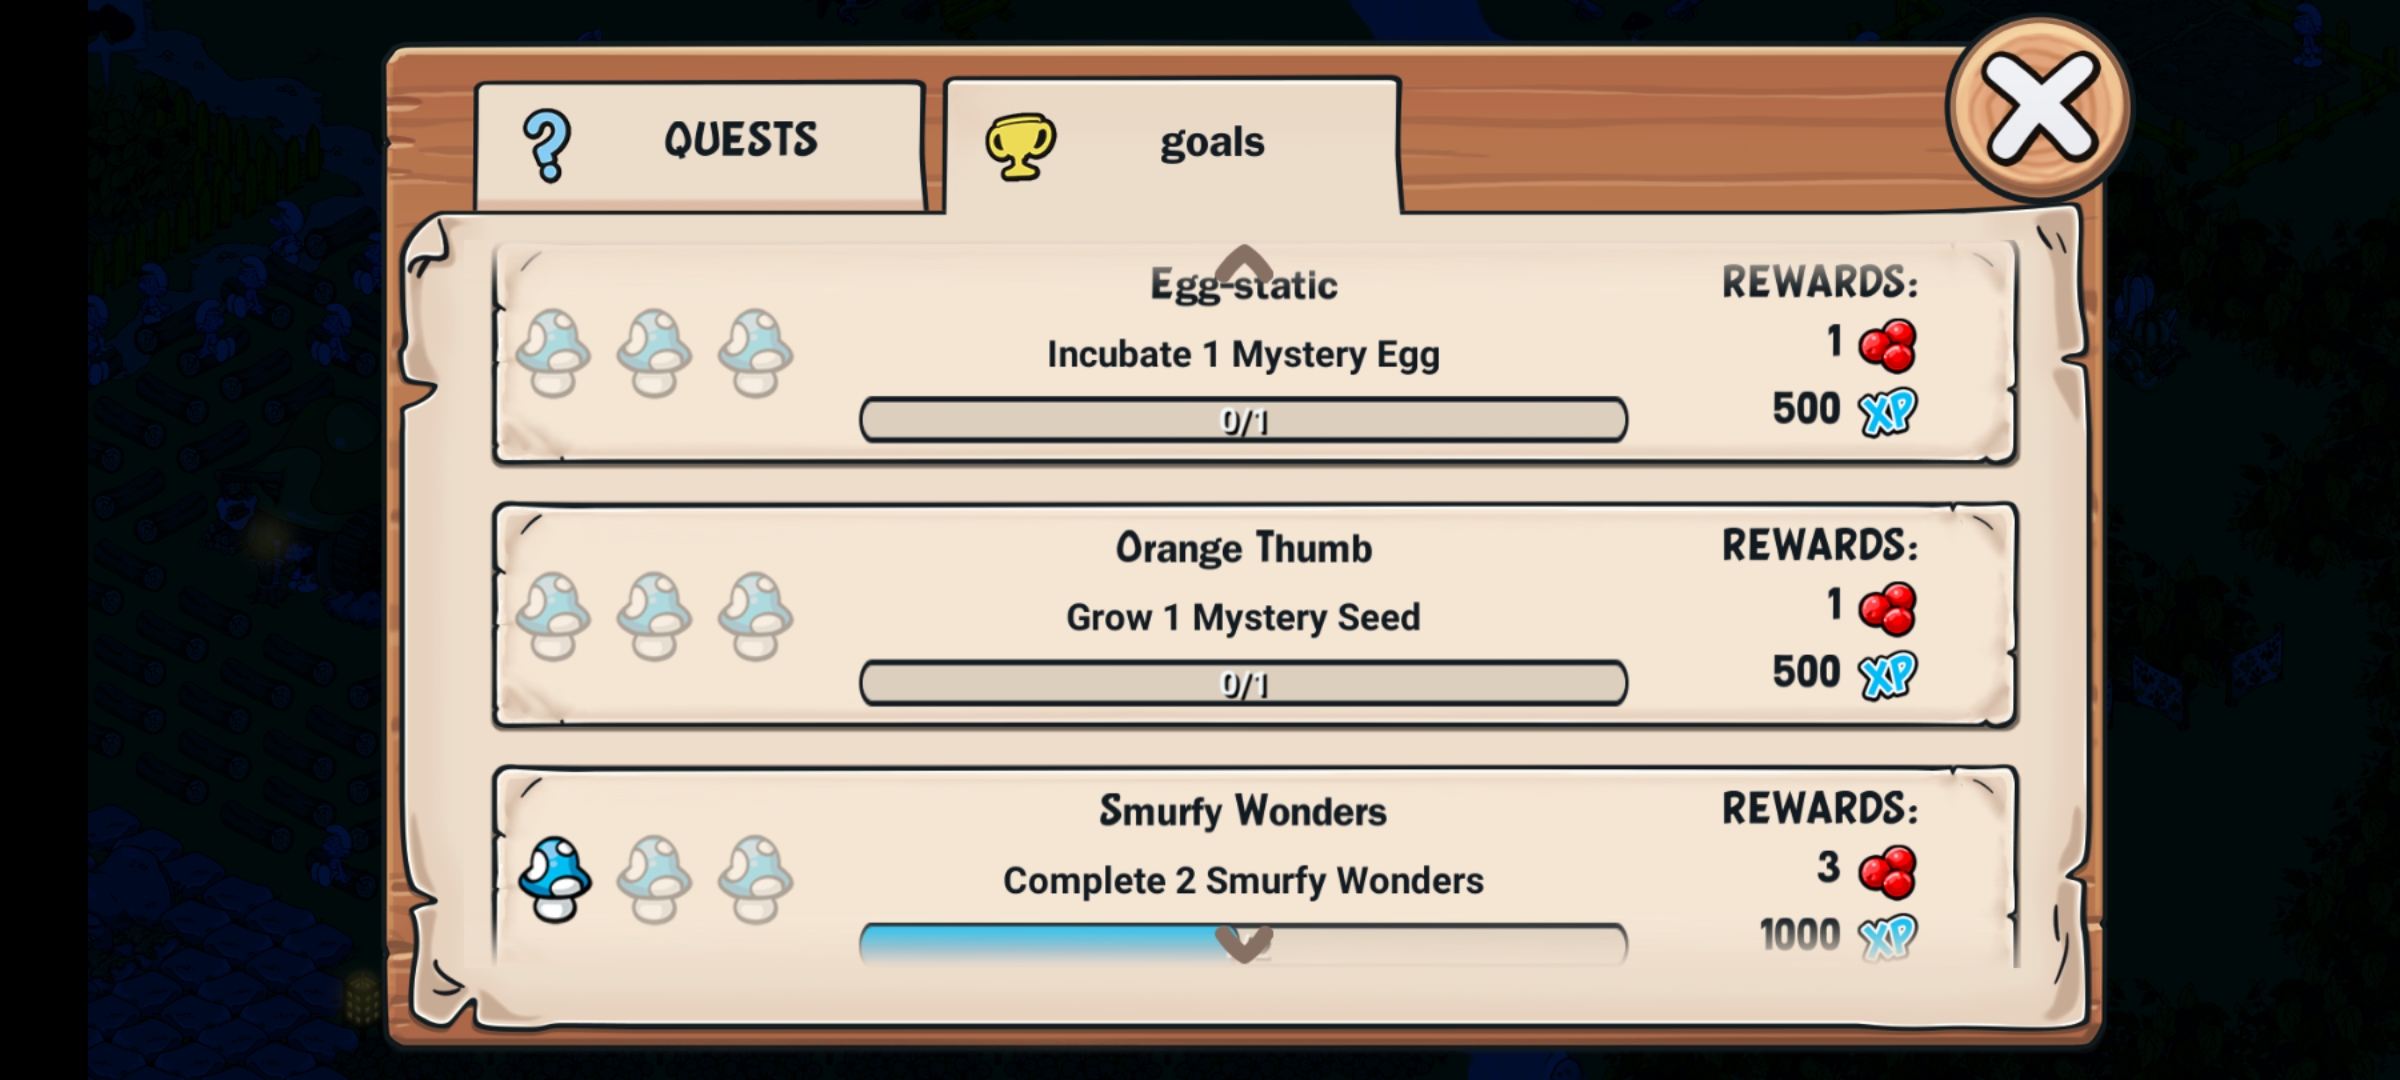 QUESTS
goals
Egg-static
Incubate 1 Mystery Egg
0/1
REWARDS:
1
500 XP
Orange Thumb
Grow 1 Mystery Seed
0/1
REWARDS:
1
500 XP
Smurfy Wonders
Complete 2 Smurfy Wonders
REWARDS:
3
1000 XP